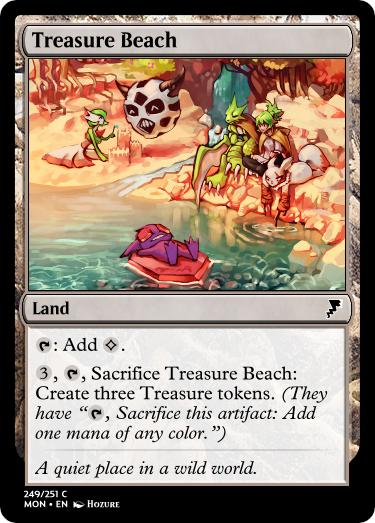 Treasure Beach
Land
: Add .
3, , Sacrifice Treasure Beach:
Create three Treasure tokens. (They
have “, Sacrifice this artifact: Add
one mana of any color.”)
A quiet place in a wild world.
249/251 C
MON • EN Hozure